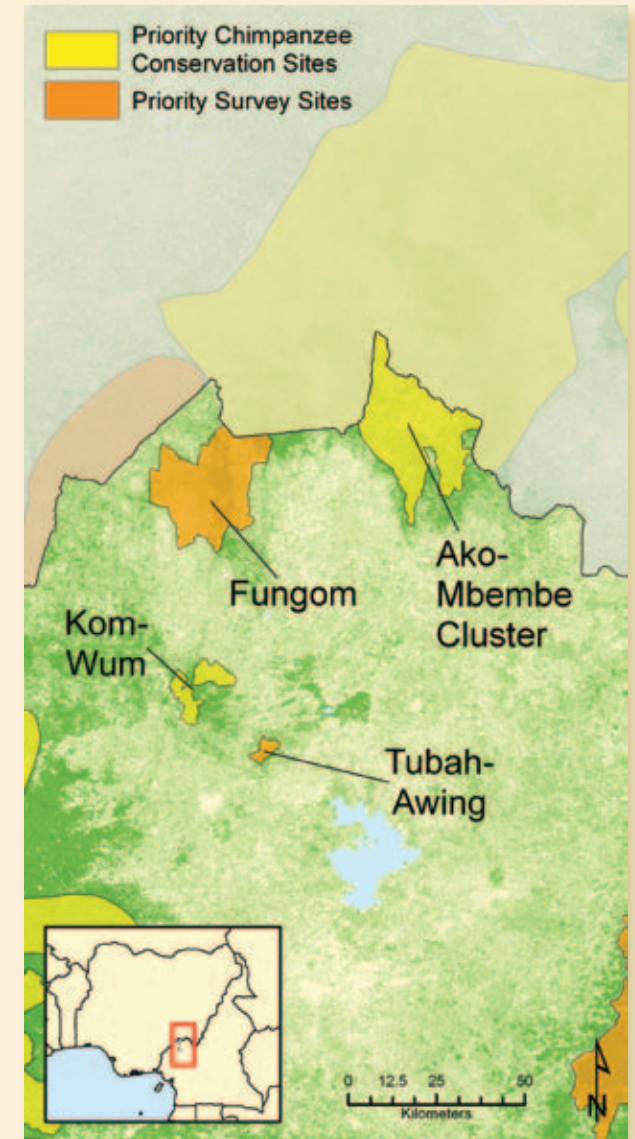 Priority Chimpanzee
Conservation Sites
Priority Survey Sites
Fungom
Ako-
Mbembe
Cluster
Kom-
Wum
Tubah-
Awing
0 12.5 25 50
Kilometers
N